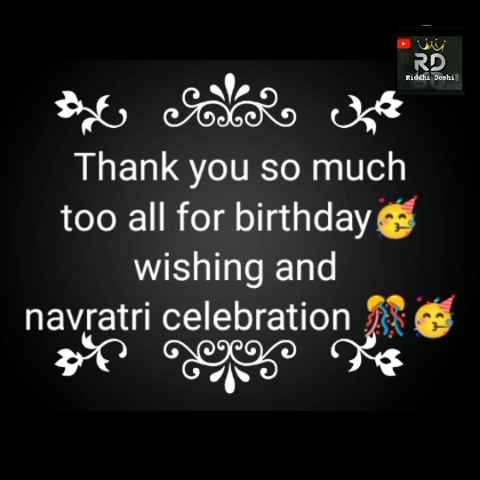 RD
Riddhi Doshi
Thank you so much
too all for birthday🥳
wishing and
navratri celebration 🎊🥳